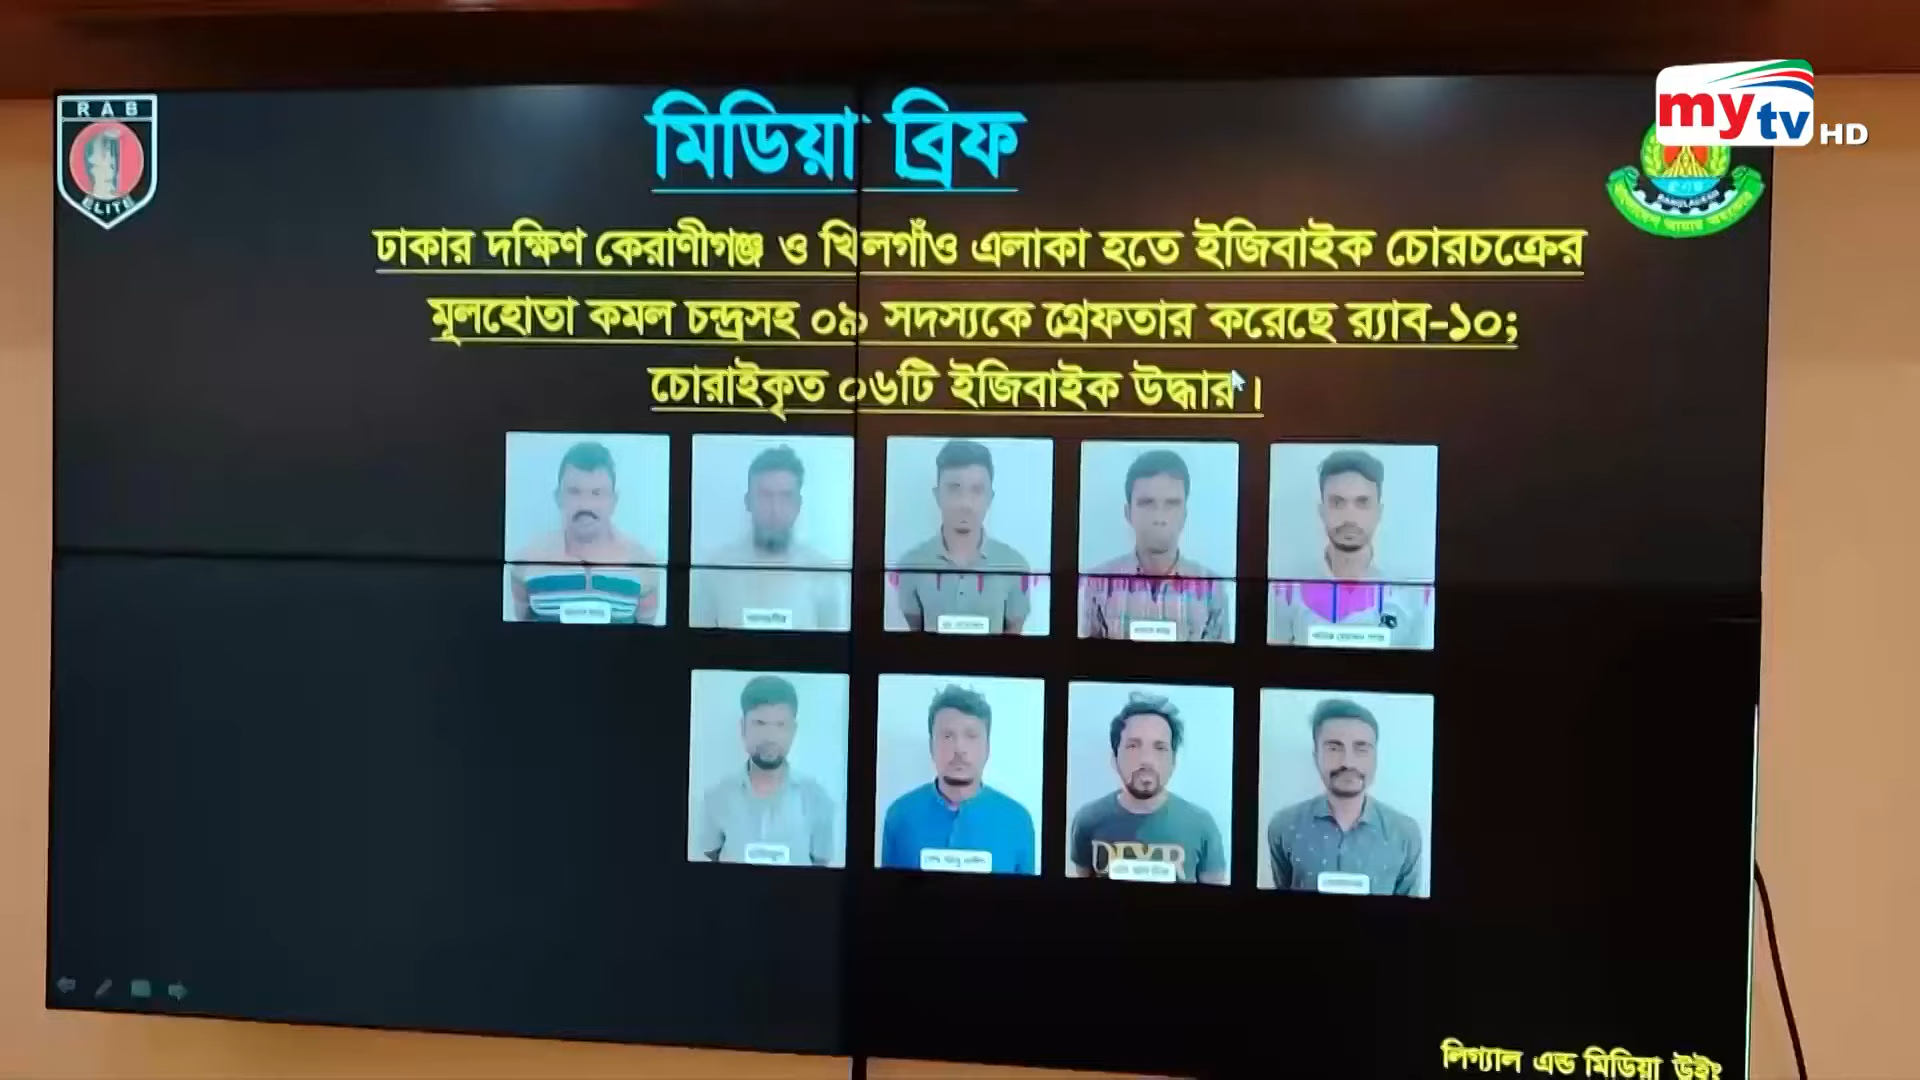 RAB
ELITE
my tv HD
মিডিয়া ব্রিফ
ঢাকার দক্ষিণ কেরাণীগঞ্জ ও খিলগাঁও এলাকা হতে ইজিবাইক চোরচক্রের
মূলহোতা কমল চন্দ্রসহ ০৯ সদস্যকে গ্রেফতার করেছে র‍্যাব-১০;
চোরাইকৃত ০৬টি ইজিবাইক উদ্ধার।
লিগ্যাল এন্ড মিডিয়া উইং